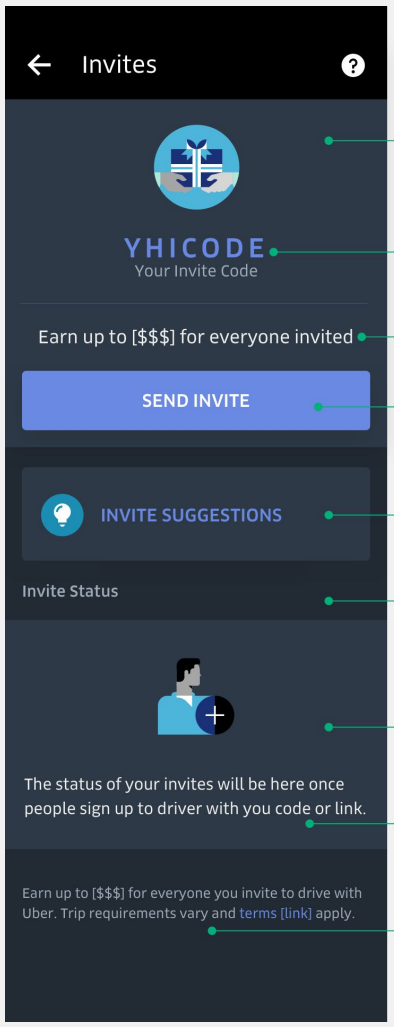 Invites
?
YHICODE
Your Invite Code
Earn up to [$$$] for everyone invited
SEND INVITE
INVITE SUGGESTIONS
Invite Status
The status of your invites will be here once
people sign up to driver with you code or link.
Earn up to [$$$] for everyone you invite to drive with
Uber. Trip requirements vary and terms [link] apply.